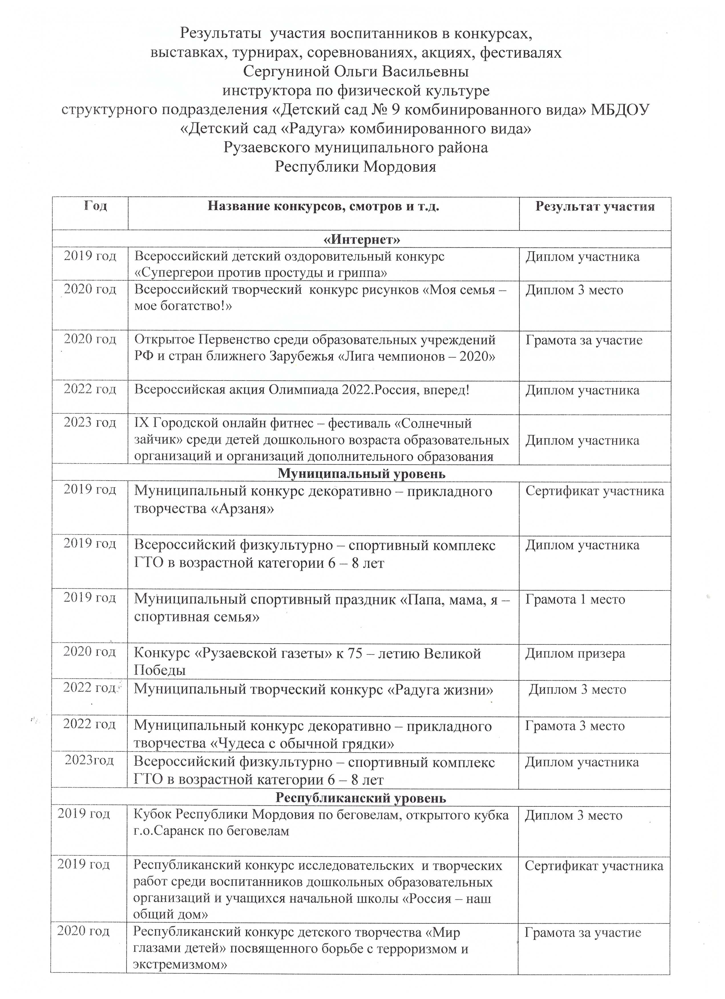 Результаты  участия воспитанников в конкурсах,
выставках, турнирах, соревнованиях, акциях, фестивалях
Сергуниной Ольги Васильевны
инструктора по физической культуре
структурного подразделения «Детский сад № 9 комбинированного вида» МБДОУ
«Детский сад «Радуга» комбинированного вида»
Рузаевского муниципального района
Республики Мордовия
Год Название конкурсов, смотров и т.д. Результат участия
«Интернет»
2019 год Всероссийский детский оздоровительный конкурс Диплом участника
«Супергерои против простуды и гриппа»
2020 год Всероссийский творческий  конкурс рисунков «Моя семья – Диплом 3 место
мое богатство!»
2020 год Открытое Первенство среди образовательных учреждений Грамота за участие
РФ и стран ближнего Зарубежья «Лига чемпионов – 2020»
2022 год Всероссийская акция Олимпиада 2022.Россия, вперед! Диплом участника
2023 год IX Городской онлайн фитнес – фестиваль «Солнечный
зайчик» среди детей дошкольного возраста образовательных Диплом участника
организаций и организаций дополнительного образования
Муниципальный уровень
2019 год Муниципальный конкурс декоративно – прикладного Сертификат участника
творчества «Арзаня»
2019 год Всероссийский физкультурно – спортивный комплекс Диплом участника
ГТО в возрастной категории 6 – 8 лет
2019 год Муниципальный спортивный праздник «Папа, мама, я – Грамота 1 место
спортивная семья»
2020 год Конкурс «Рузаевской газеты» к 75 – летию Великой Диплом призера
Победы
2022 год Муниципальный творческий конкурс «Радуга жизни» Диплом 3 место
2022 год Муниципальный конкурс декоративно – прикладного Грамота 3 место
творчества «Чудеса с обычной грядки»
2023год Всероссийский физкультурно – спортивный комплекс Диплом участника
ГТО в возрастной категории 6 – 8 лет
Республиканский уровень
2019 год Кубок Республики Мордовия по беговелам, открытого кубка Диплом 3 место
г.о.Саранск по беговелам
2019 год Республиканский конкурс исследовательских  и творческих Сертификат участника
работ среди воспитанников дошкольных образовательных
организаций и учащихся начальной школы «Россия – наш
общий дом»
2020 год Республиканский конкурс детского творчества «Мир Грамота за участие
глазами детей» посвященного борьбе с терроризмом и
экстремизмом»